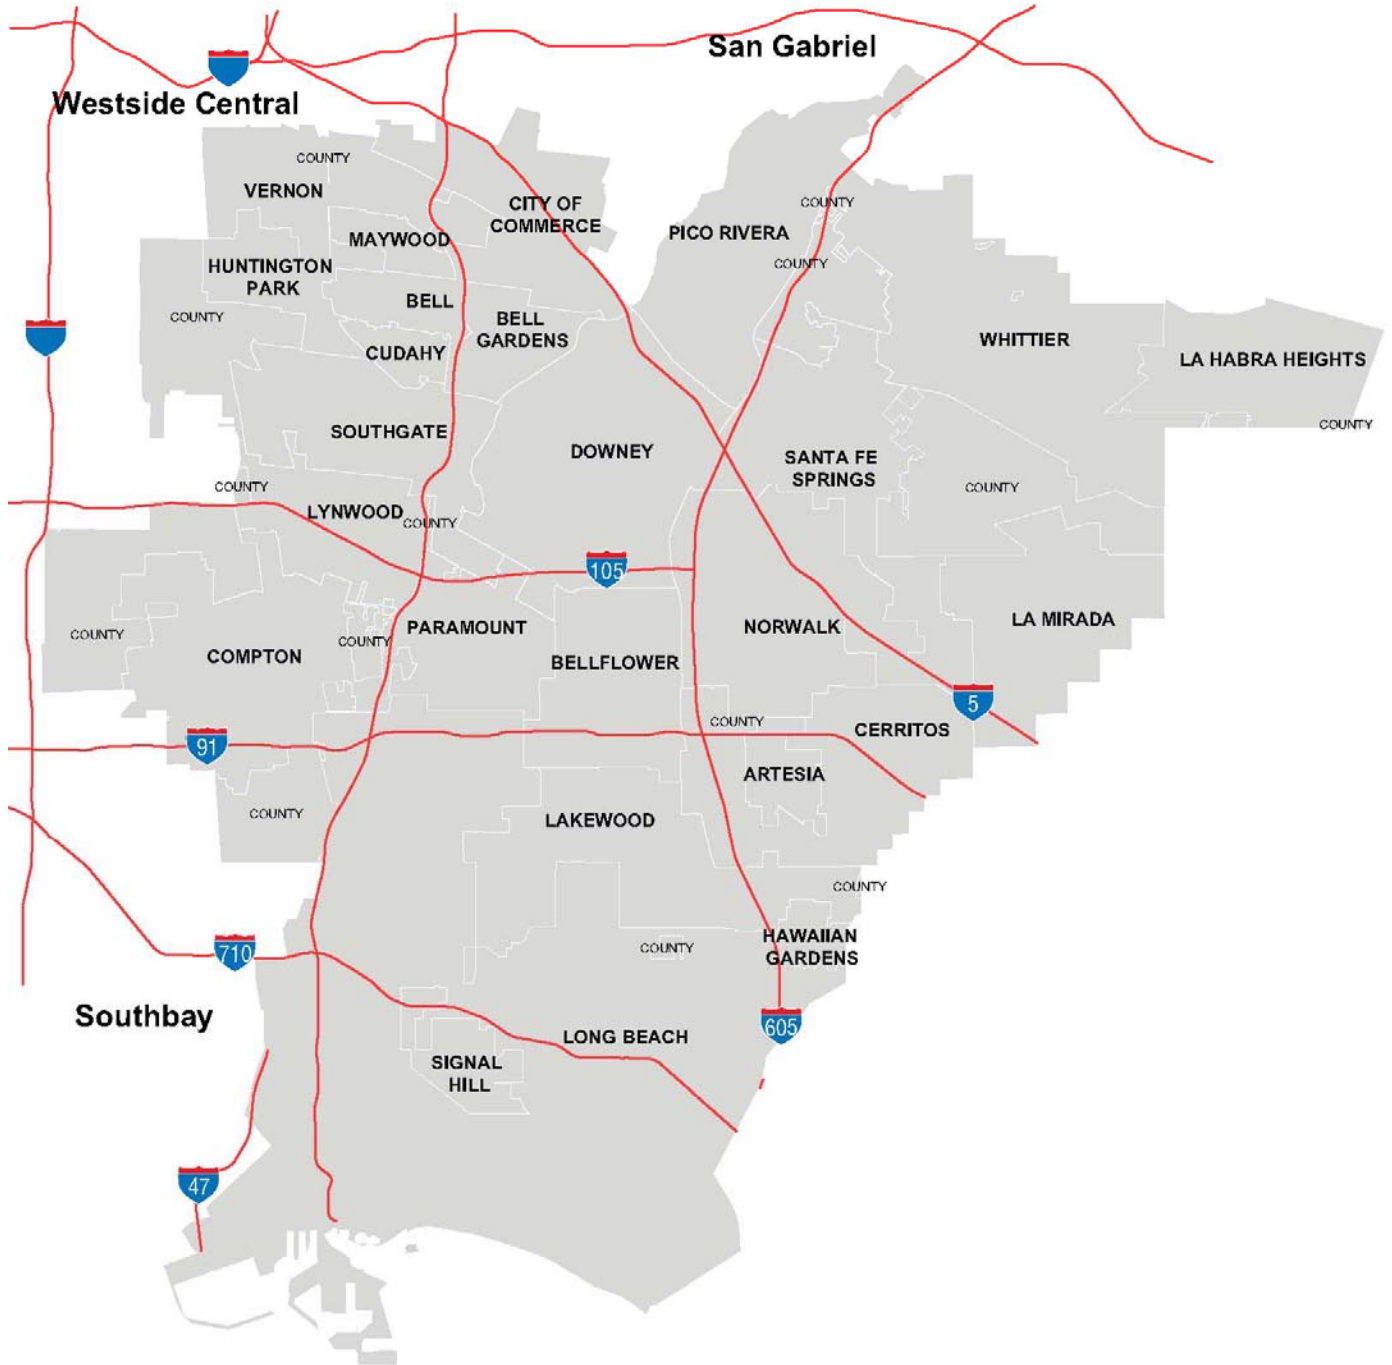 San Gabriel
Westside Central
COUNTY
VERNON
CITY OF
COMMERCE
COUNTY
PICO RIVERA
MAYWOOD
HUNTINGTON
PARK
COUNTY
BELL
BELL
GARDENS
COUNTY
CUDAHY
WHITTIER
LA HABRA HEIGHTS
COUNTY
SOUTHGATE
DOWNEY
SANTA FE
SPRINGS
COUNTY
COUNTY
LYNWOOD
COUNTY
105
COUNTY
COMPTON
COUNTY
PARAMOUNT
BELLFLOWER
NORWALK
LA MIRADA
5
91
COUNTY
CERRITOS
ARTESIA
COUNTY
LAKEWOOD
COUNTY
710
COUNTY
HAWAIIAN
GARDENS
Southbay
605
LONG BEACH
SIGNAL
HILL
47